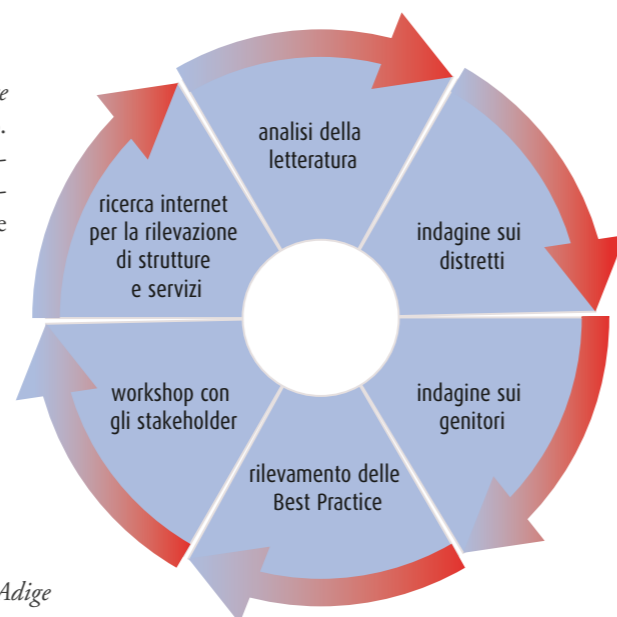 e
.
–
–
e
analisi della
letteratura
indagine sui
distretti
indagine sui
genitori
rilevamento delle
Best Practice
workshop con
gli stakeholder
ricerca internet
per la rilevazione
di strutture
e servizi
Adige